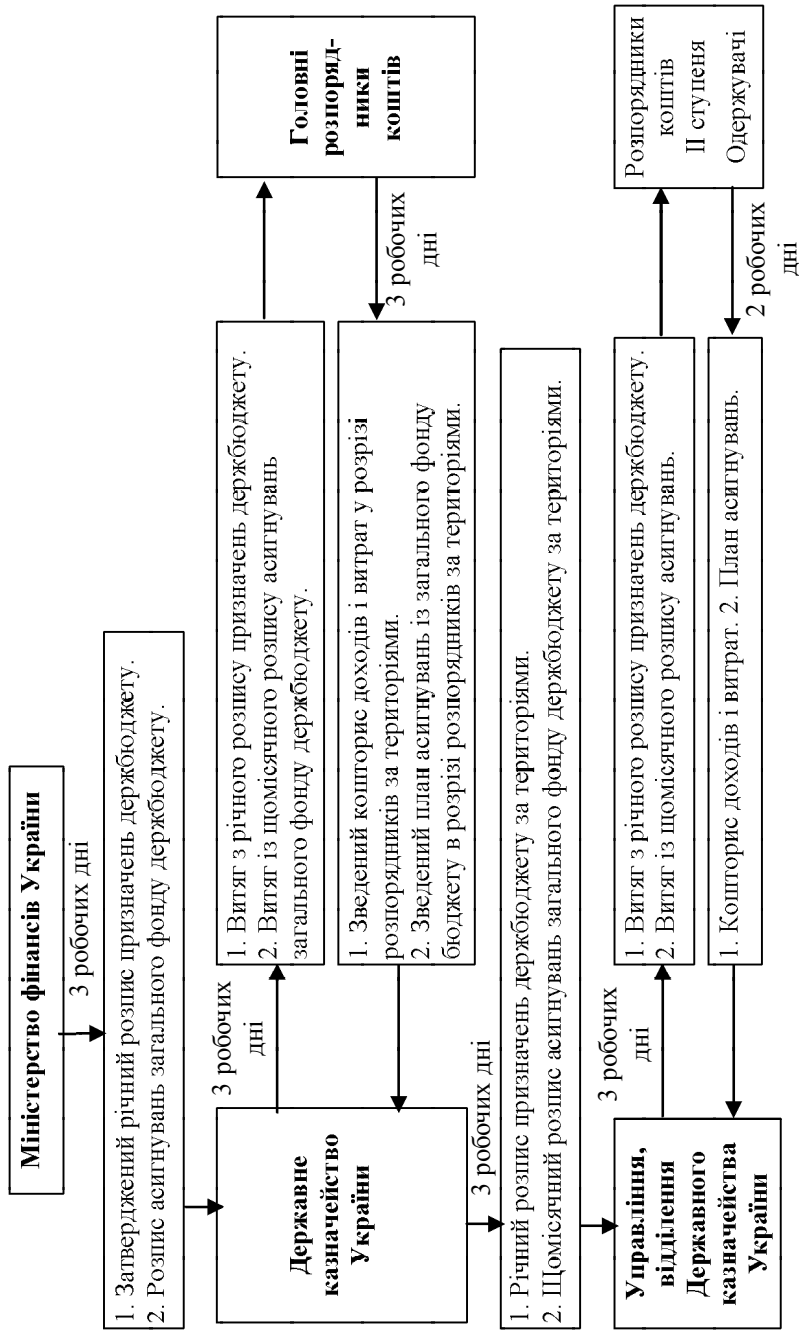 Міністерство фінансів України
3 робочих дні
1. Затверджений річний розпис призначень держбюджету.
2. Розпис асигнувань загального фонду держбюджету.
Державне
казначейство
України
3 робочих
дні
1. Витяг з річного розпису призначень держбюджету.
2. Витяг із щомісячного розпису асигнувань
загального фонду держбюджету.
Головні
розпоряд-
ники
коштів
3 робочих
дні
1. Зведений кошторис доходів і витрат у розрізі
розпорядників за територіями.
2. Зведений план асигнувань із загального фонду
бюджету в розрізі розпорядників за територіями.
3 робочих дні
1. Річний розпис призначень держбюджету за територіями.
2. Щомісячний розпис асигнувань загального фонду держбюджету за територіями.
Управління,
відділення
Державного
казначейства
України
3 робочих
дні
1. Витяг з річного розпису призначень держбюджету.
2. Витяг із щомісячного розпису асигнувань.
Розпорядники
коштів
ІІ ступеня
Одержувачі
2 робочих
дні
1. Кошторис доходів і витрат. 2. План асигнувань.